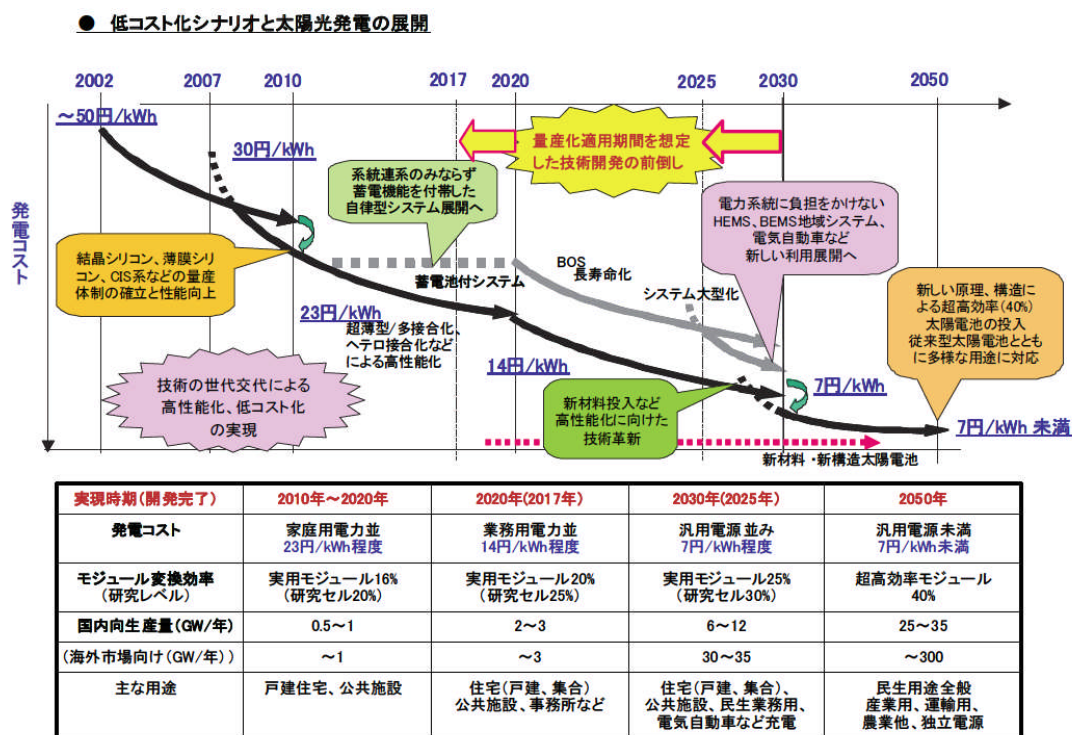 ● 低コスト化シナリオと太陽光発電の展開
2002
2007
2010
2017
2020
2025
2030
2050
～50円/kWh
30円/kWh
量産化適用期間を想定
した技術開発の前倒し
系統連系のみならず
蓄電機能を付帯した
自律型システム展開へ
電力系統に負担をかけない
HEMS、BEMS地域システム、
電気自動車など
新しい利用展開へ
発電コスト
結晶シリコン、薄膜シリ
コン、CIS系などの量産
体制の確立と性能向上
BOS
長寿命化
蓄電池付システム
システム大型化
新しい原理、構造に
よる超高効率(40%)
太陽電池の投入
従来型太陽電池ととも
に多様な用途に対応
23円/kWh
超薄型/多接合化、
ヘテロ接合化など
による高性能化
14円/kWh
7円/kWh
技術の世代交代による
高性能化、低コスト化
の実現
新材料投入など
高性能化に向けた
技術革新
7円/kWh 未満
新材料・新構造太陽電池
実現時期(開発完了)
2010年～2020年
2020年(2017年)
2030年(2025年)
2050年
発電コスト
家庭用電力並
23円/kWh程度
業務用電力並
14円/kWh程度
汎用電源並み
7円/kWh程度
汎用電源未満
7円/kWh未満
モジュール変換効率
(研究レベル)
実用モジュール16%
(研究セル20%)
実用モジュール20%
(研究セル25%)
実用モジュール25%
(研究セル30%)
超高効率モジュール
40%
国内向生産量(GW/年)
0.5～1
2～3
6～12
25～35
(海外市場向け(GW/年))
～1
～3
30～35
～300
主な用途
戸建住宅、公共施設
住宅(戸建、集合)
公共施設、事務所など
住宅(戸建、集合)、
公共施設、民生業務用、
電気自動車など充電
民生用途全般
産業用、運輸用、
農業他、独立電源